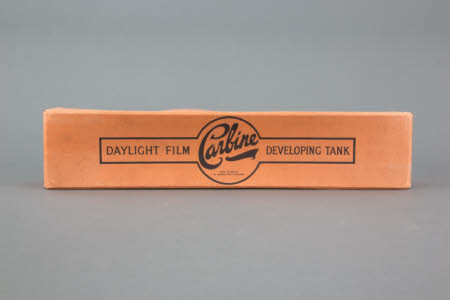 DAYLIGHT FILM Carbine DEVELOPING TANK